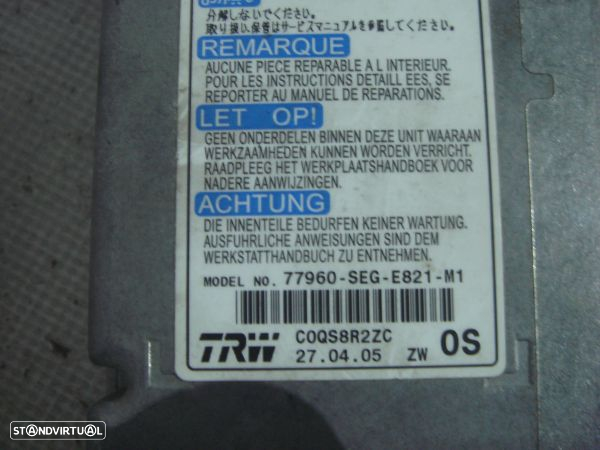 分解しないでください。
取り扱い、保管はサービスマニュアルを参照してください。
REMARQUE
AUCUNE PIECE REPARABLE A L INTERIEUR.
POUR LES INSTRUCTIONS DETAILL EES, SE
REPORTER AU MANUEL DE REPARATIONS.
LET OP!
GEEN ONDERDELEN BINNEN DEZE UNIT WAARAAN
WERKZAAMHEDEN KUNNEN WORDEN VERRICHT.
RAADPLEEG HET WERKPLAATSHANDBOEK VOOR
NADERE AANWIJZINGEN.
ACHTUNG
DIE INNENTEILE BEDURFEN KEINER WARTUNG.
AUSFUHRLICHE ANWEISUNGEN SIND DEM
WERKSTATTHANDBUCH ZU ENTNEHMEN.
MODEL NO. 77960-SEG-E821-M1
TRW C0QS8R2ZC
27.04.05 ZW 0S
STANDVIRTUAL